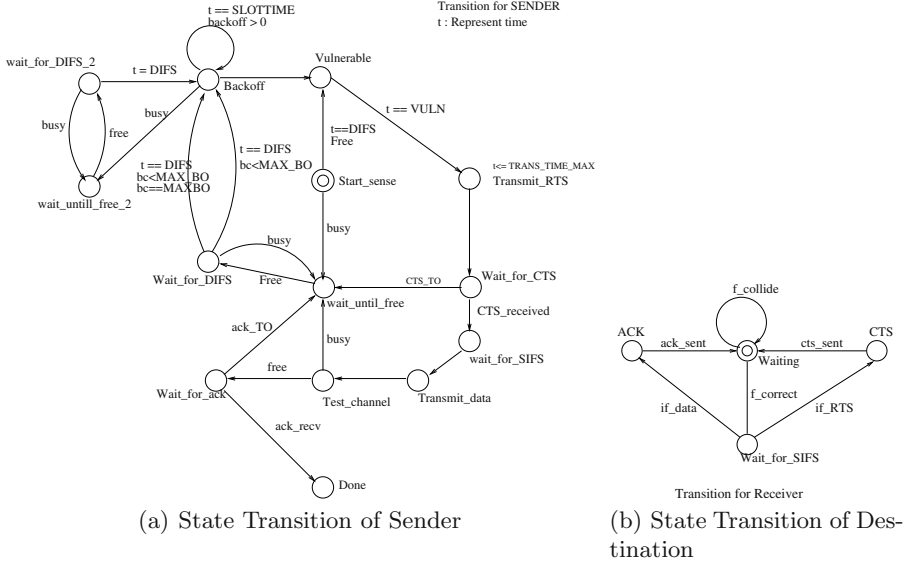 Transition for SENDER
t : Represent time
t == SLOTTIME
backoff > 0
wait_for_DIFS_2
t = DIFS
Backoff
Vulnerable
t == VULN
busy
free
busy
t==DIFS
Free
t == DIFS
bc<MAX_BO
bc==MAXBO
t == DIFS
bc<MAX_BO
wait_untill_free_2
Start_sense
t<= TRANS_TIME_MAX
Transmit_RTS
busy
busy
Wait_for_DIFS
Free
wait_until_free
CTS_TO
Wait_for_CTS
CTS_received
ack_TO
busy
wait_for_SIFS
free
Wait_for_ack
Test_channel
Transmit_data
ack_recv
Done
f_collide
ACK
CTS
ack_sent
cts_sent
Waiting
f_correct
if_data
if_RTS
Wait_for_SIFS
Transition for Receiver
(a) State Transition of Sender
(b) State Transition of Des-
tination